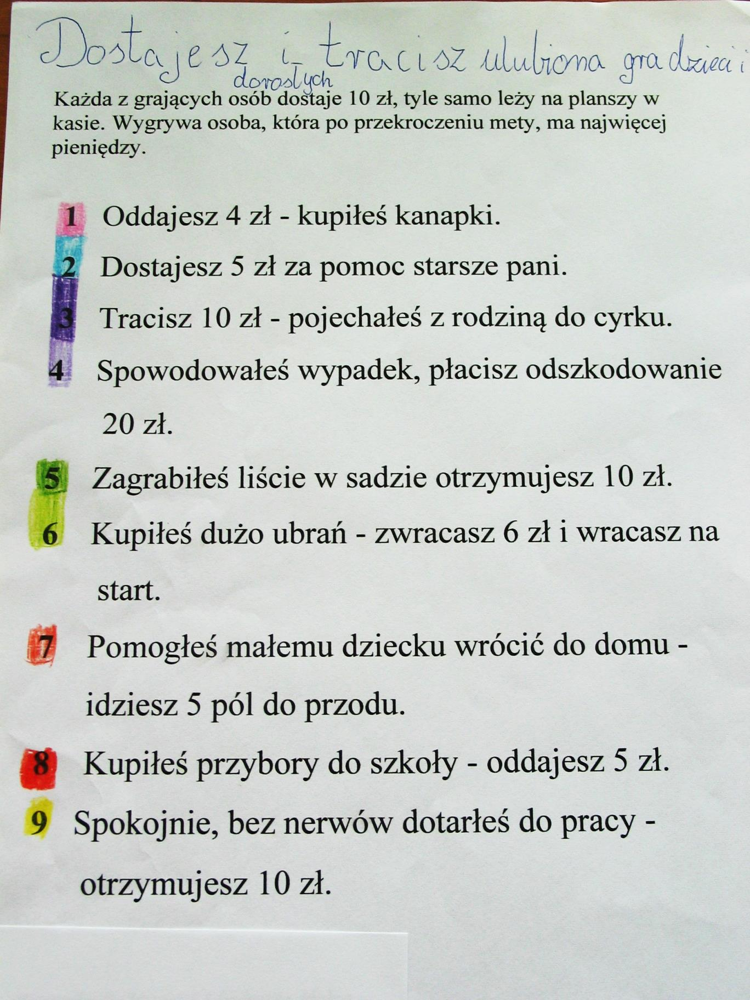 Dostajesz i tracisz ulubiona gra dzieci i
dorosłych
Każda z grających osób dostaje 10 zł, tyle samo leży na planszy w
kasie. Wygrywa osoba, która po przekroczeniu mety, ma najwięcej
pieniędzy.
1 Oddajesz 4 zł - kupiłeś kanapki.
2 Dostajesz 5 zł za pomoc starsze pani.
3 Tracisz 10 zł - pojechałeś z rodziną do cyrku.
4 Spowodowałeś wypadek, płacisz odszkodowanie
20 zł.
5 Zagrabiłeś liście w sadzie otrzymujesz 10 zł.
6 Kupiłeś dużo ubrań - zwracasz 6 zł i wracasz na
start.
7 Pomogłeś małemu dziecku wrócić do domu -
idziesz 5 pól do przodu.
8 Kupiłeś przybory do szkoły - oddajesz 5 zł.
9 Spokojnie, bez nerwów dotarłeś do pracy -
otrzymujesz 10 zł.